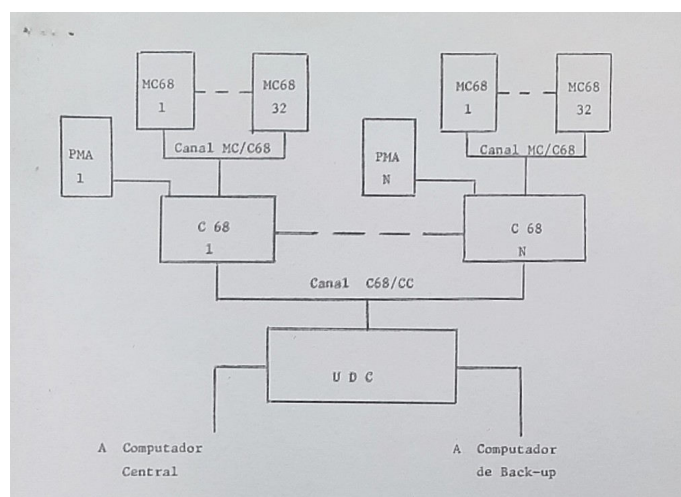 MC68
1
MC68
32
MC68
1
MC68
32
PMA
1
Canal MC/C68
PMA
N
Canal MC/C68
C 68
1
C 68
N
Canal C68/CC
U D C
A Computador
Central
A Computador
de Back-up